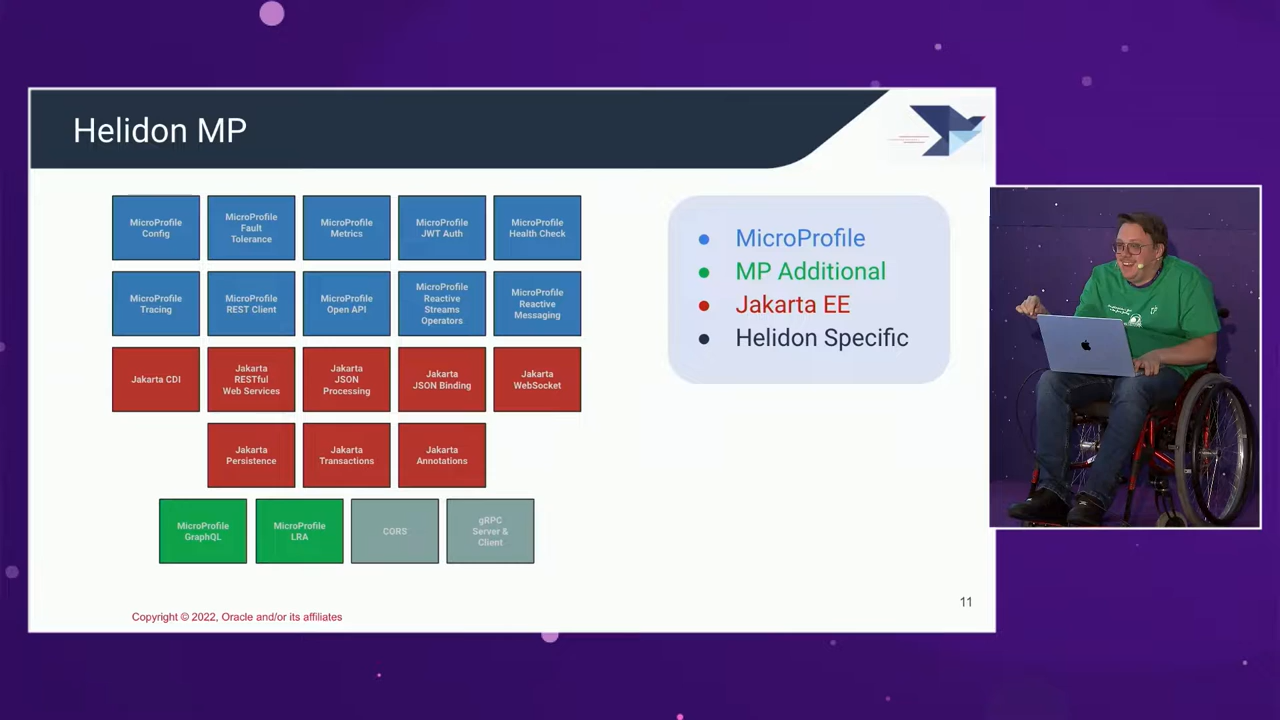 Helidon MP
MicroProfile
Config
MicroProfile
Fault
Tolerance
MicroProfile
Metrics
MicroProfile
JWT Auth
MicroProfile
Health Check
MicroProfile
Tracing
MicroProfile
REST Client
MicroProfile
Open API
MicroProfile
Reactive
Streams
Operators
MicroProfile
Reactive
Messaging
Jakarta CDI
Jakarta
RESTful
Web Services
Jakarta
JSON
Processing
Jakarta
JSON Binding
Jakarta
WebSocket
Jakarta
Persistence
Jakarta
Transactions
Jakarta
Annotations
MicroProfile
GraphQL
MicroProfile
LRA
CORS
gRPC
Server &
Client
MicroProfile
MP Additional
Jakarta EE
Helidon Specific
Copyright © 2022, Oracle and/or its affiliates
11